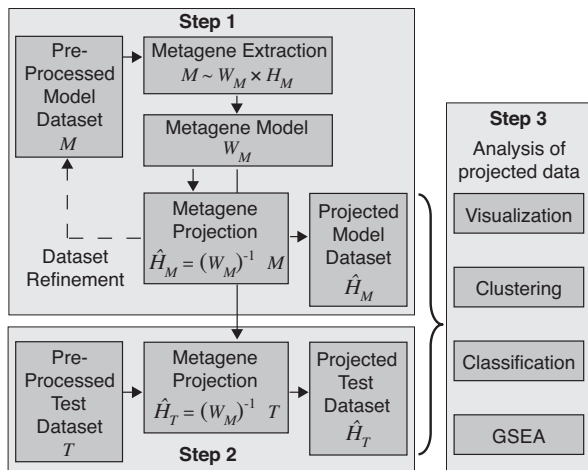 Step 1
Pre-
Processed
Model
Dataset
M
Metagene Extraction
M ~ W_M × H_M
Metagene Model
W_M
Metagene
Projection
Ĥ_M = (W_M)⁻¹ M
Projected
Model
Dataset
Ĥ_M
Dataset
Refinement
Pre-
Processed
Test
Dataset
T
Metagene
Projection
Ĥ_T = (W_M)⁻¹ T
Projected
Test
Dataset
Ĥ_T
Step 2
Step 3
Analysis of
projected data
Visualization
Clustering
Classification
GSEA